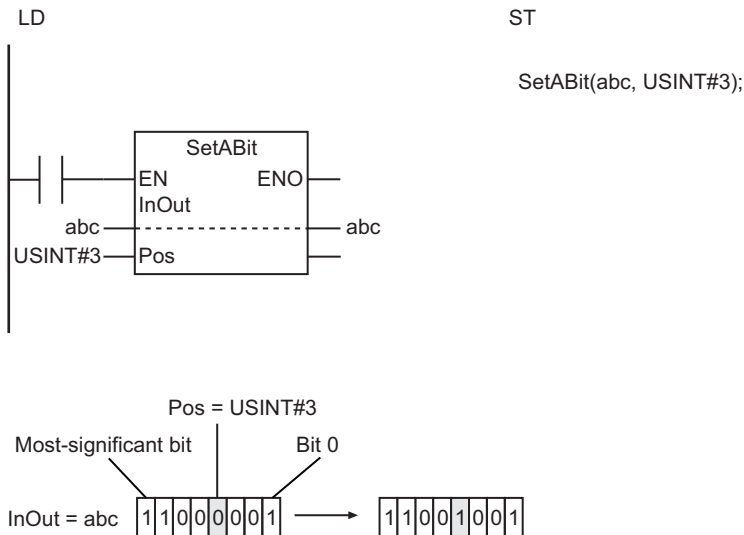 LD
ST
SetABit(abc, USINT#3);
SetABit
EN ENO
InOut
abc abc
USINT#3 Pos
Pos = USINT#3
Most-significant bit Bit 0
InOut = abc 1 1 0 0 0 0 0 1 1 1 0 0 1 0 0 1